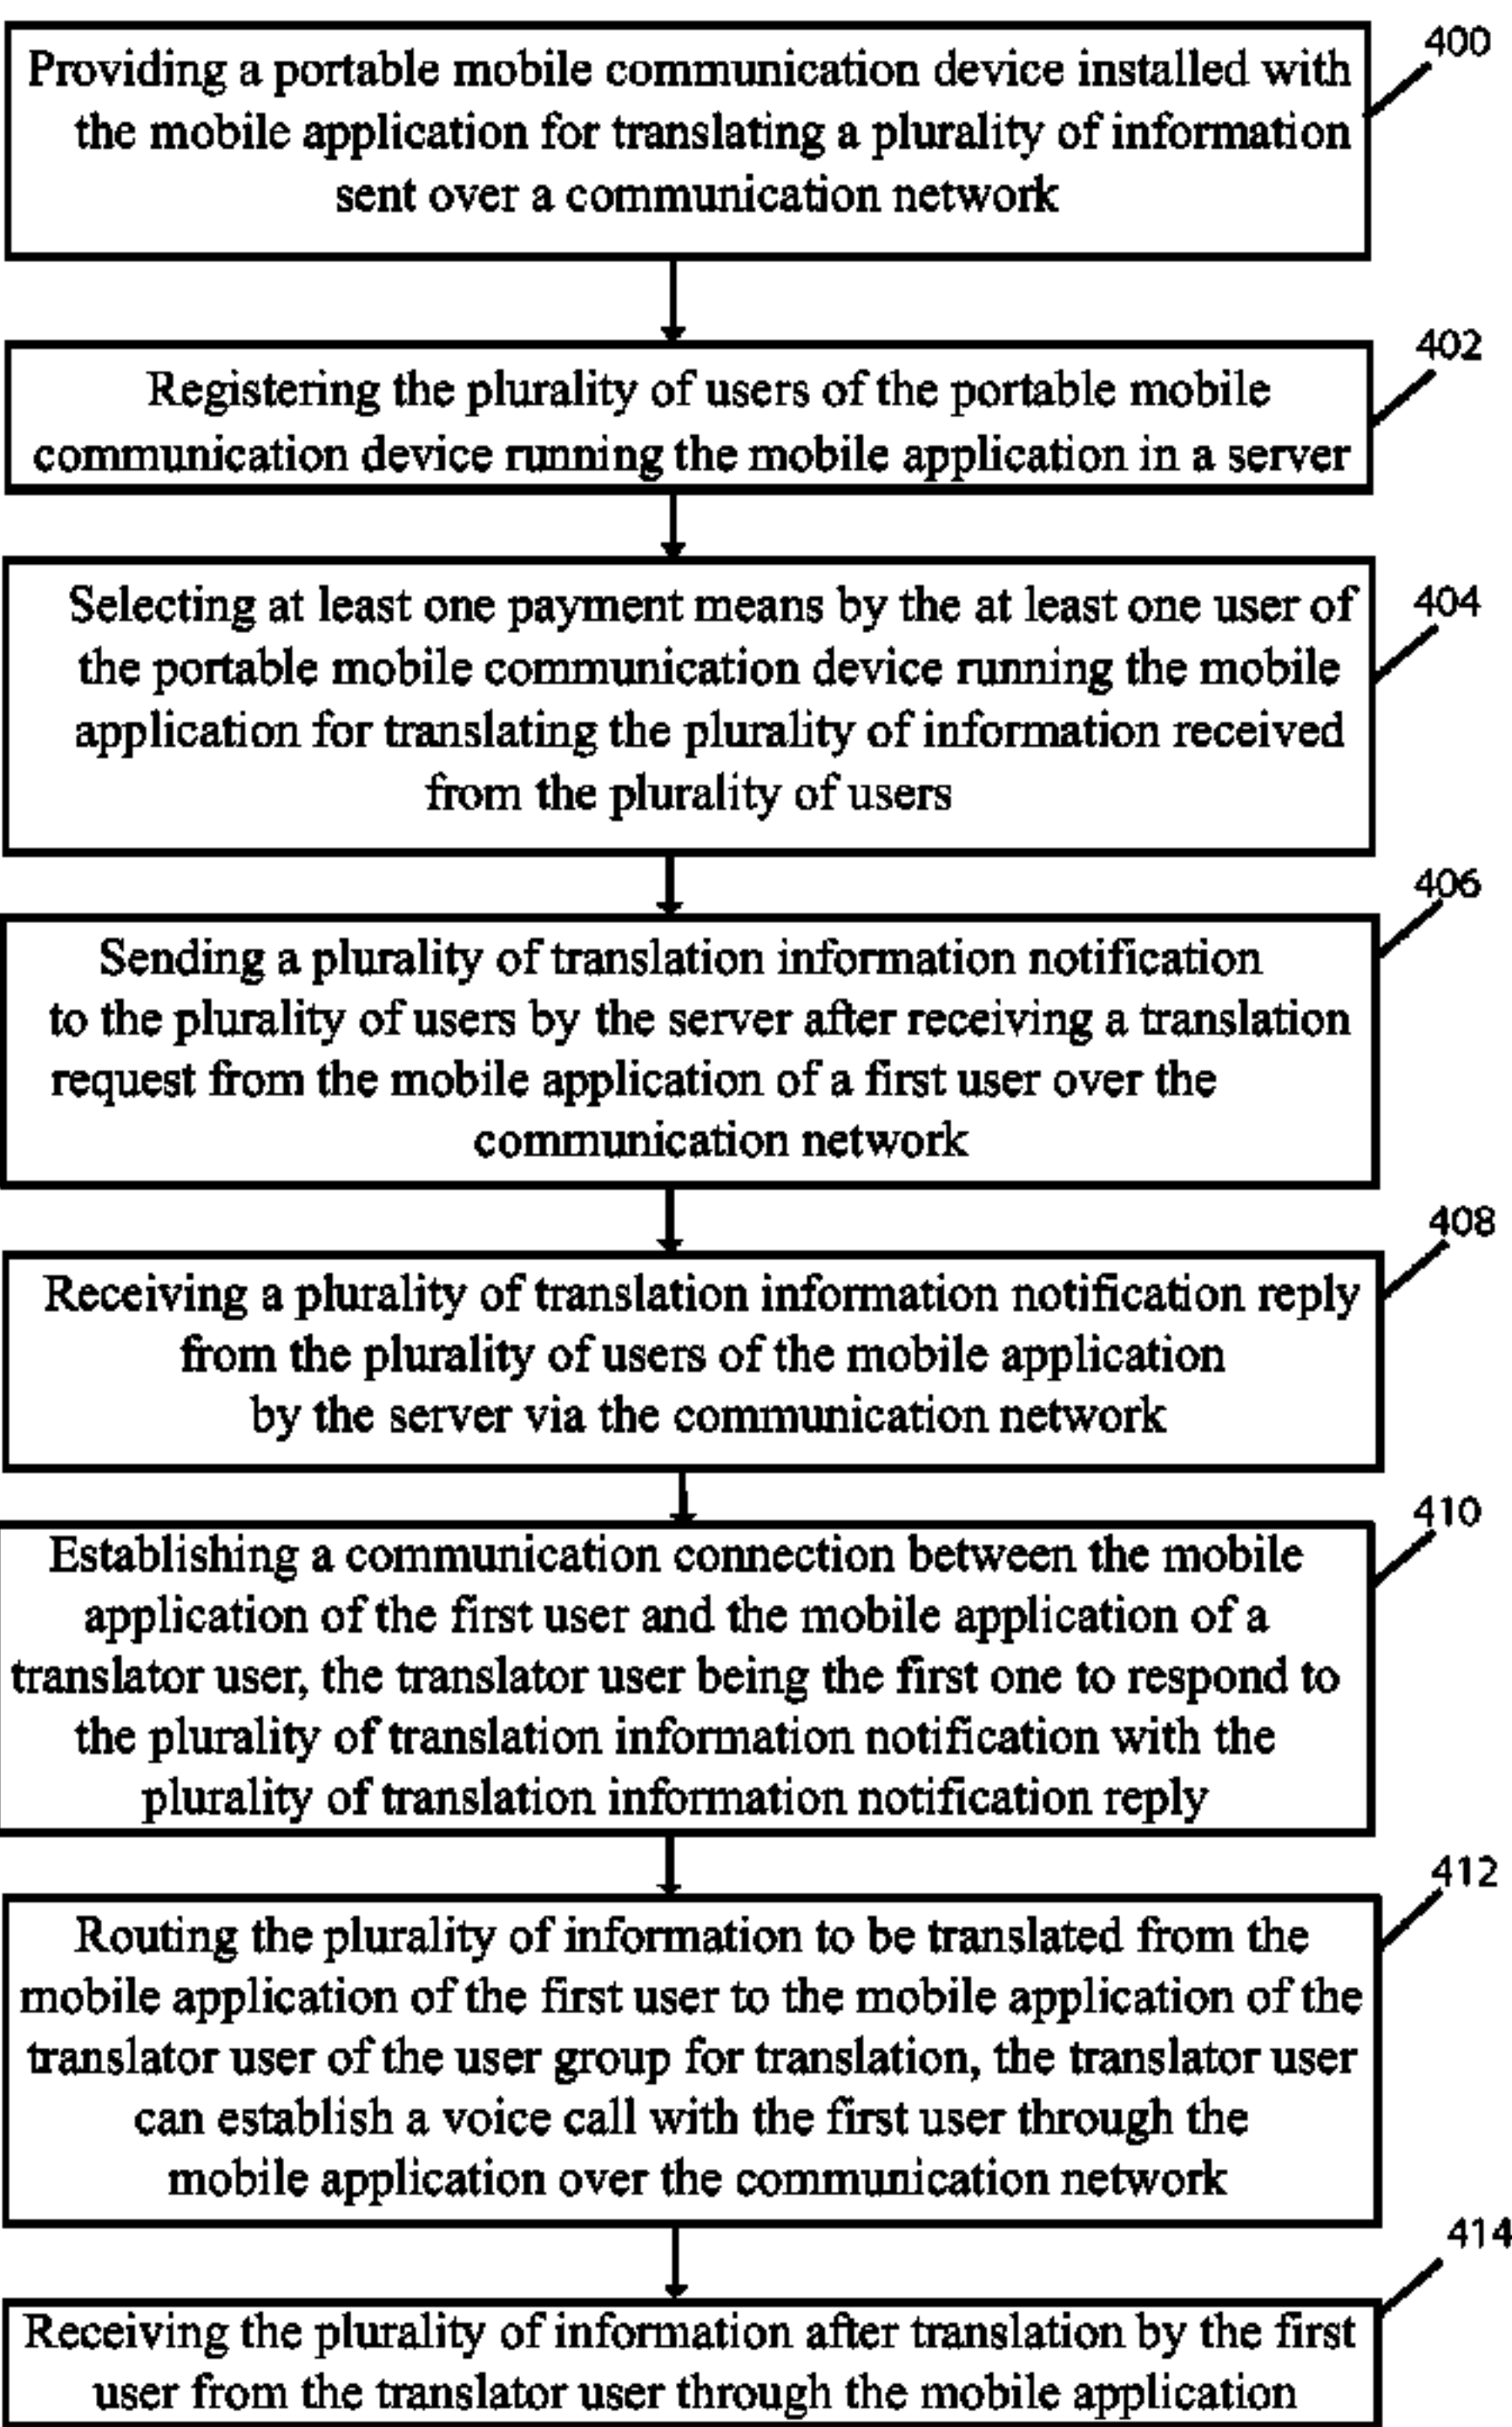 400
Providing a portable mobile communication device installed with
the mobile application for translating a plurality of information
sent over a communication network
402
Registering the plurality of users of the portable mobile
communication device running the mobile application in a server
404
Selecting at least one payment means by the at least one user of
the portable mobile communication device running the mobile
application for translating the plurality of information received
from the plurality of users
406
Sending a plurality of translation information notification
to the plurality of users by the server after receiving a translation
request from the mobile application of a first user over the
communication network
408
Receiving a plurality of translation information notification reply
from the plurality of users of the mobile application
by the server via the communication network
410
Establishing a communication connection between the mobile
application of the first user and the mobile application of a
translator user, the translator user being the first one to respond to
the plurality of translation information notification with the
plurality of translation information notification reply
412
Routing the plurality of information to be translated from the
mobile application of the first user to the mobile application of the
translator user of the user group for translation, the translator user
can establish a voice call with the first user through the
mobile application over the communication network
414
Receiving the plurality of information after translation by the first
user from the translator user through the mobile application